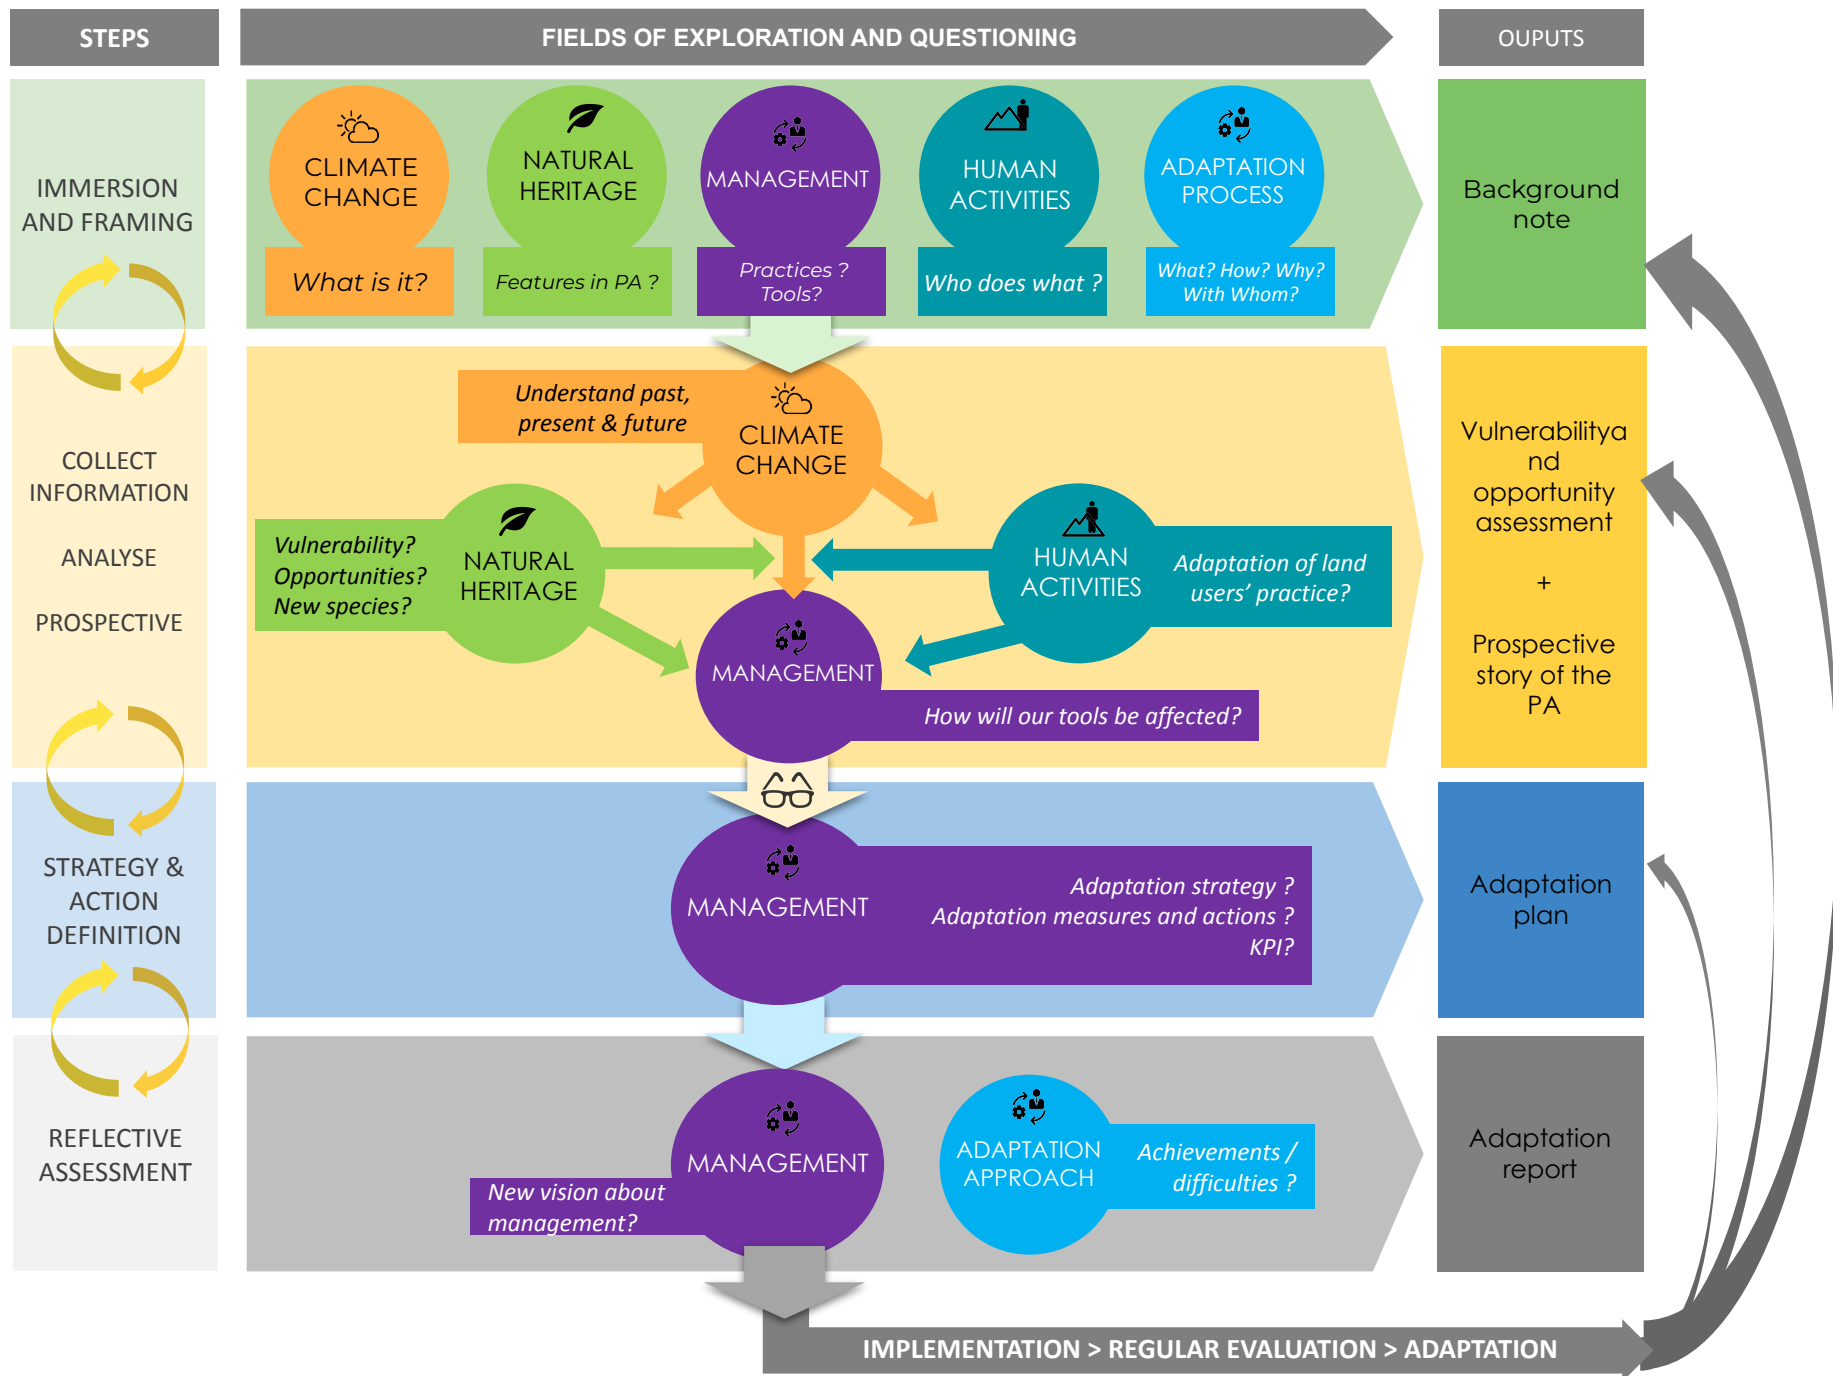 STEPS
FIELDS OF EXPLORATION AND QUESTIONING
OUPUTS
IMMERSION
AND FRAMING
CLIMATE
CHANGE
What is it?
NATURAL
HERITAGE
Features in PA ?
MANAGEMENT
Practices ?
Tools?
HUMAN
ACTIVITIES
Who does what ?
ADAPTATION
PROCESS
What? How? Why?
With Whom?
Background
note
COLLECT
INFORMATION
ANALYSE
PROSPECTIVE
Understand past,
present & future
CLIMATE
CHANGE
Vulnerability?
Opportunities?
New species?
NATURAL
HERITAGE
HUMAN
ACTIVITIES
Adaptation of land
users’ practice?
MANAGEMENT
How will our tools be affected?
Vulnerabilitya
nd
opportunity
assessment
+
Prospective
story of the
PA
STRATEGY &
ACTION
DEFINITION
MANAGEMENT
Adaptation strategy ?
Adaptation measures and actions ?
KPI?
Adaptation
plan
REFLECTIVE
ASSESSMENT
MANAGEMENT
New vision about
management?
ADAPTATION
APPROACH
Achievements /
difficulties ?
Adaptation
report
IMPLEMENTATION > REGULAR EVALUATION > ADAPTATION